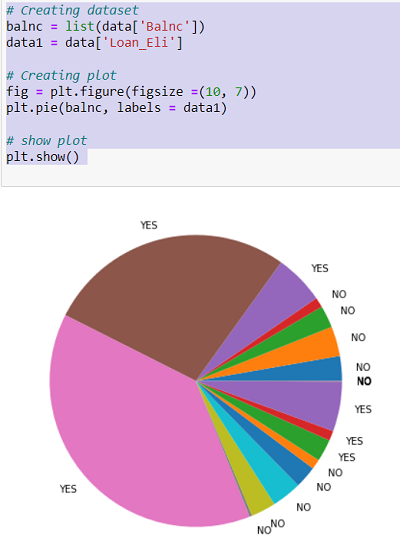 # Creating dataset
balnc = list(data['Balnc'])
data1 = data['Loan_Eli']
# Creating plot
fig = plt.figure(figsize =(10, 7))
plt.pie(balnc, labels = data1)
# show plot
plt.show()
YES
YES
NO
NO
NO
NO
NO
YES
YES
YES
NO
NO
NO
NO
NO
YES